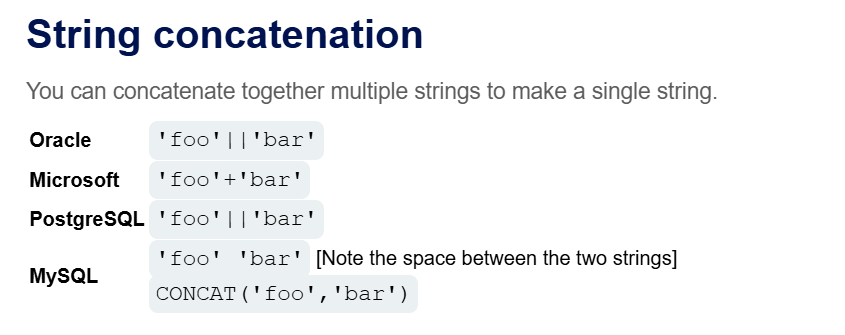 String concatenation
You can concatenate together multiple strings to make a single string.
Oracle 'foo'||'bar'
Microsoft 'foo'+'bar'
PostgreSQL 'foo'||'bar'
MySQL 'foo' 'bar' [Note the space between the two strings]
CONCAT('foo','bar')